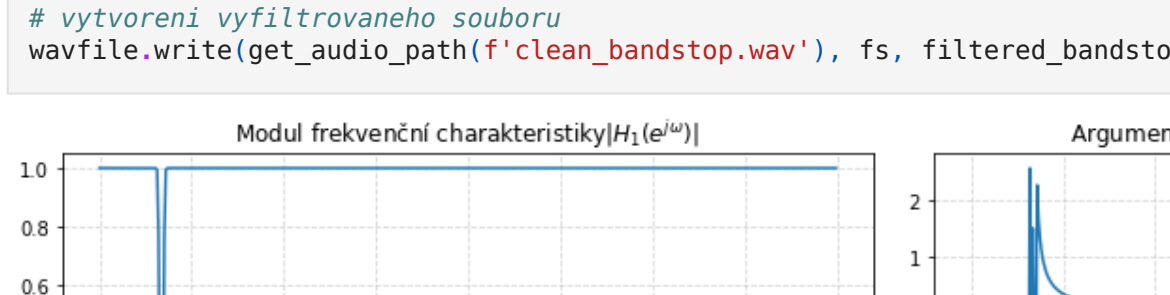 # vytvoreni vyfiltrovaneho souboru
wavfile.write(get_audio_path(f'clean_bandstop.wav'), fs, filtered_bandsto
Modul frekvenční charakteristiky|H₁(e^{jω})|
Argumen
1.0
0.8
0.6
2
1